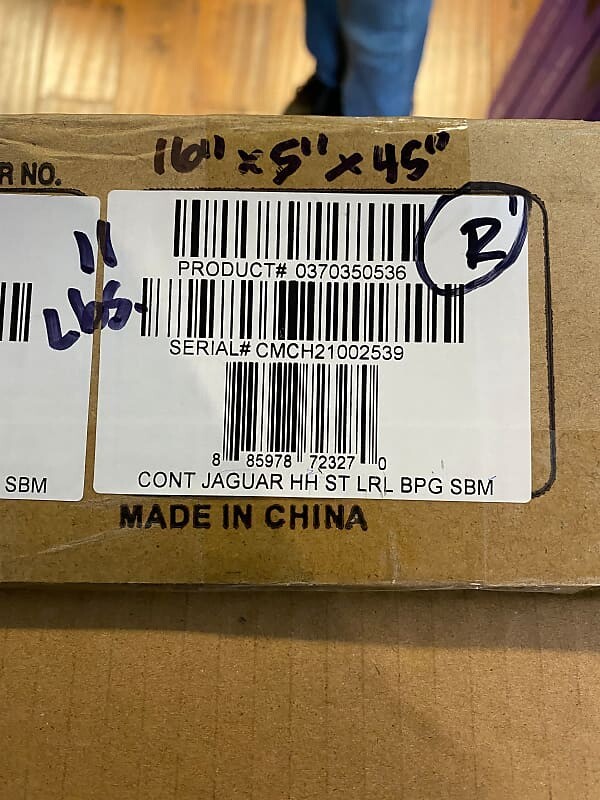 16" x 5" x 45"
R NO.
11
Lbs.
R
PRODUCT# 0370350536
SERIAL# CMCH21002539
8 85978 72327 0
CONT JAGUAR HH ST LRL BPG SBM
SBM
MADE IN CHINA